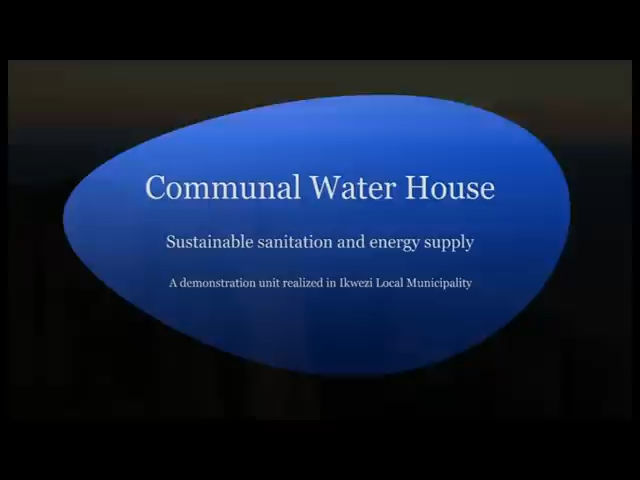 Communal Water House
Sustainable sanitation and energy supply
A demonstration unit realized in Ikwezi Local Municipality